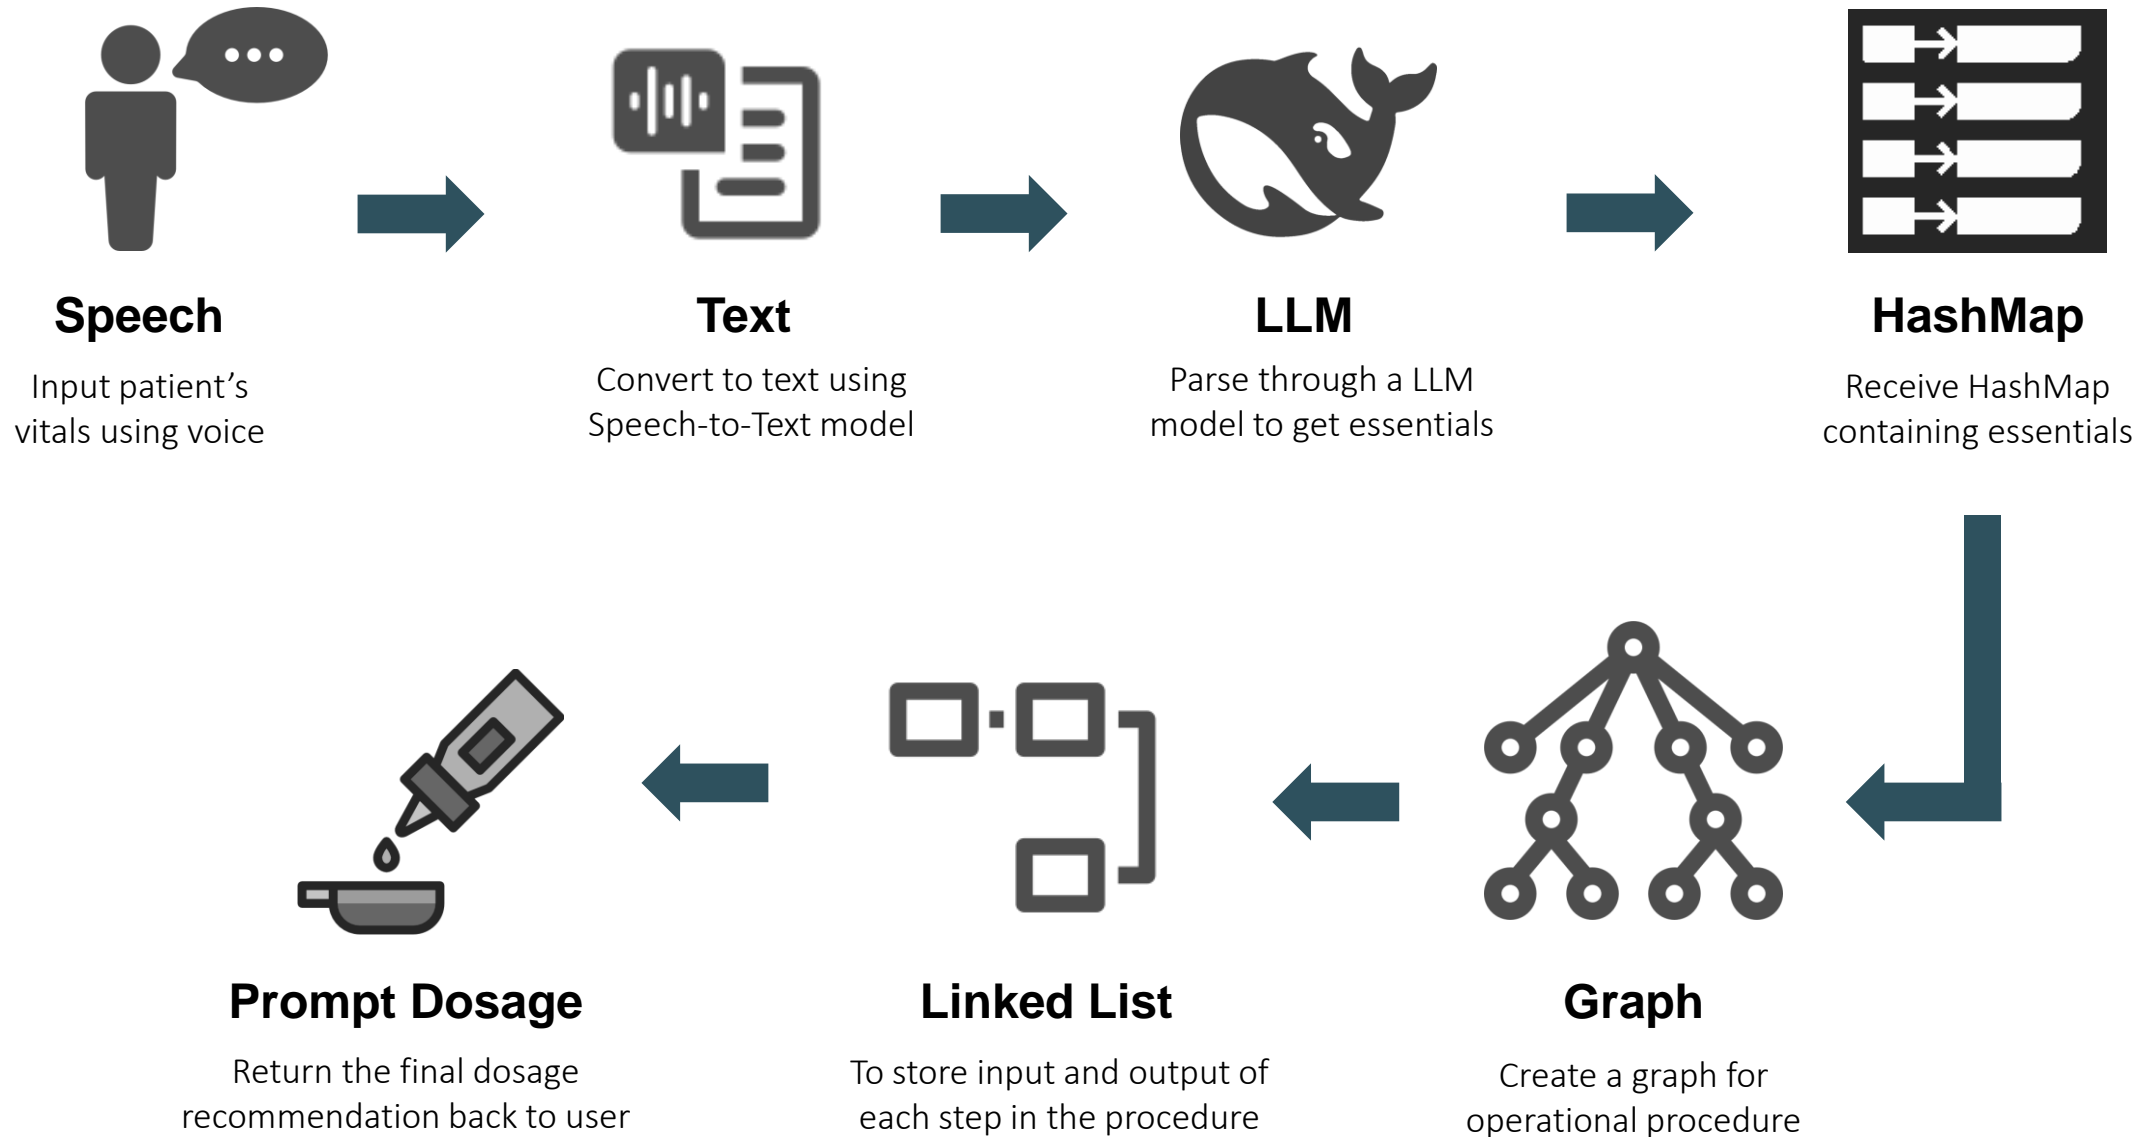 Speech
Input patient’s
vitals using voice
Text
Convert to text using
Speech-to-Text model
LLM
Parse through a LLM
model to get essentials
HashMap
Receive HashMap
containing essentials
Graph
Create a graph for
operational procedure
Linked List
To store input and output of
each step in the procedure
Prompt Dosage
Return the final dosage
recommendation back to user